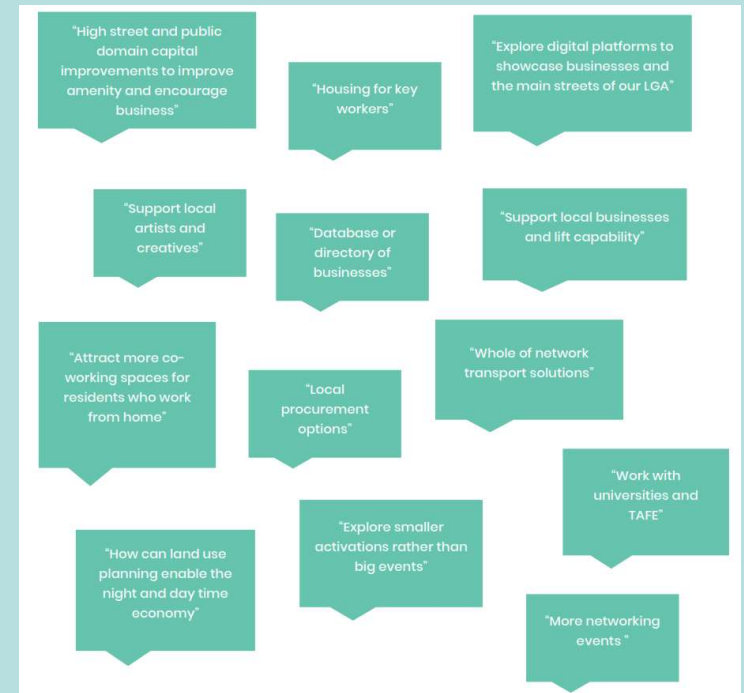 “High street and public
domain capital
improvements to improve
amenity and encourage
business”
“Housing for key
workers”
“Explore digital platforms to
showcase businesses and
the main streets of our LGA”
“Support local
artists and
creatives”
“Database or
directory of
businesses”
“Support local businesses
and lift capability”
“Attract more co-
working spaces for
residents who work
from home”
“Local
procurement
options”
“Whole of network
transport solutions”
“Work with
universities and
TAFE”
“How can land use
planning enable the
night and day time
economy”
“Explore smaller
activations rather than
big events”
“More networking
events ”